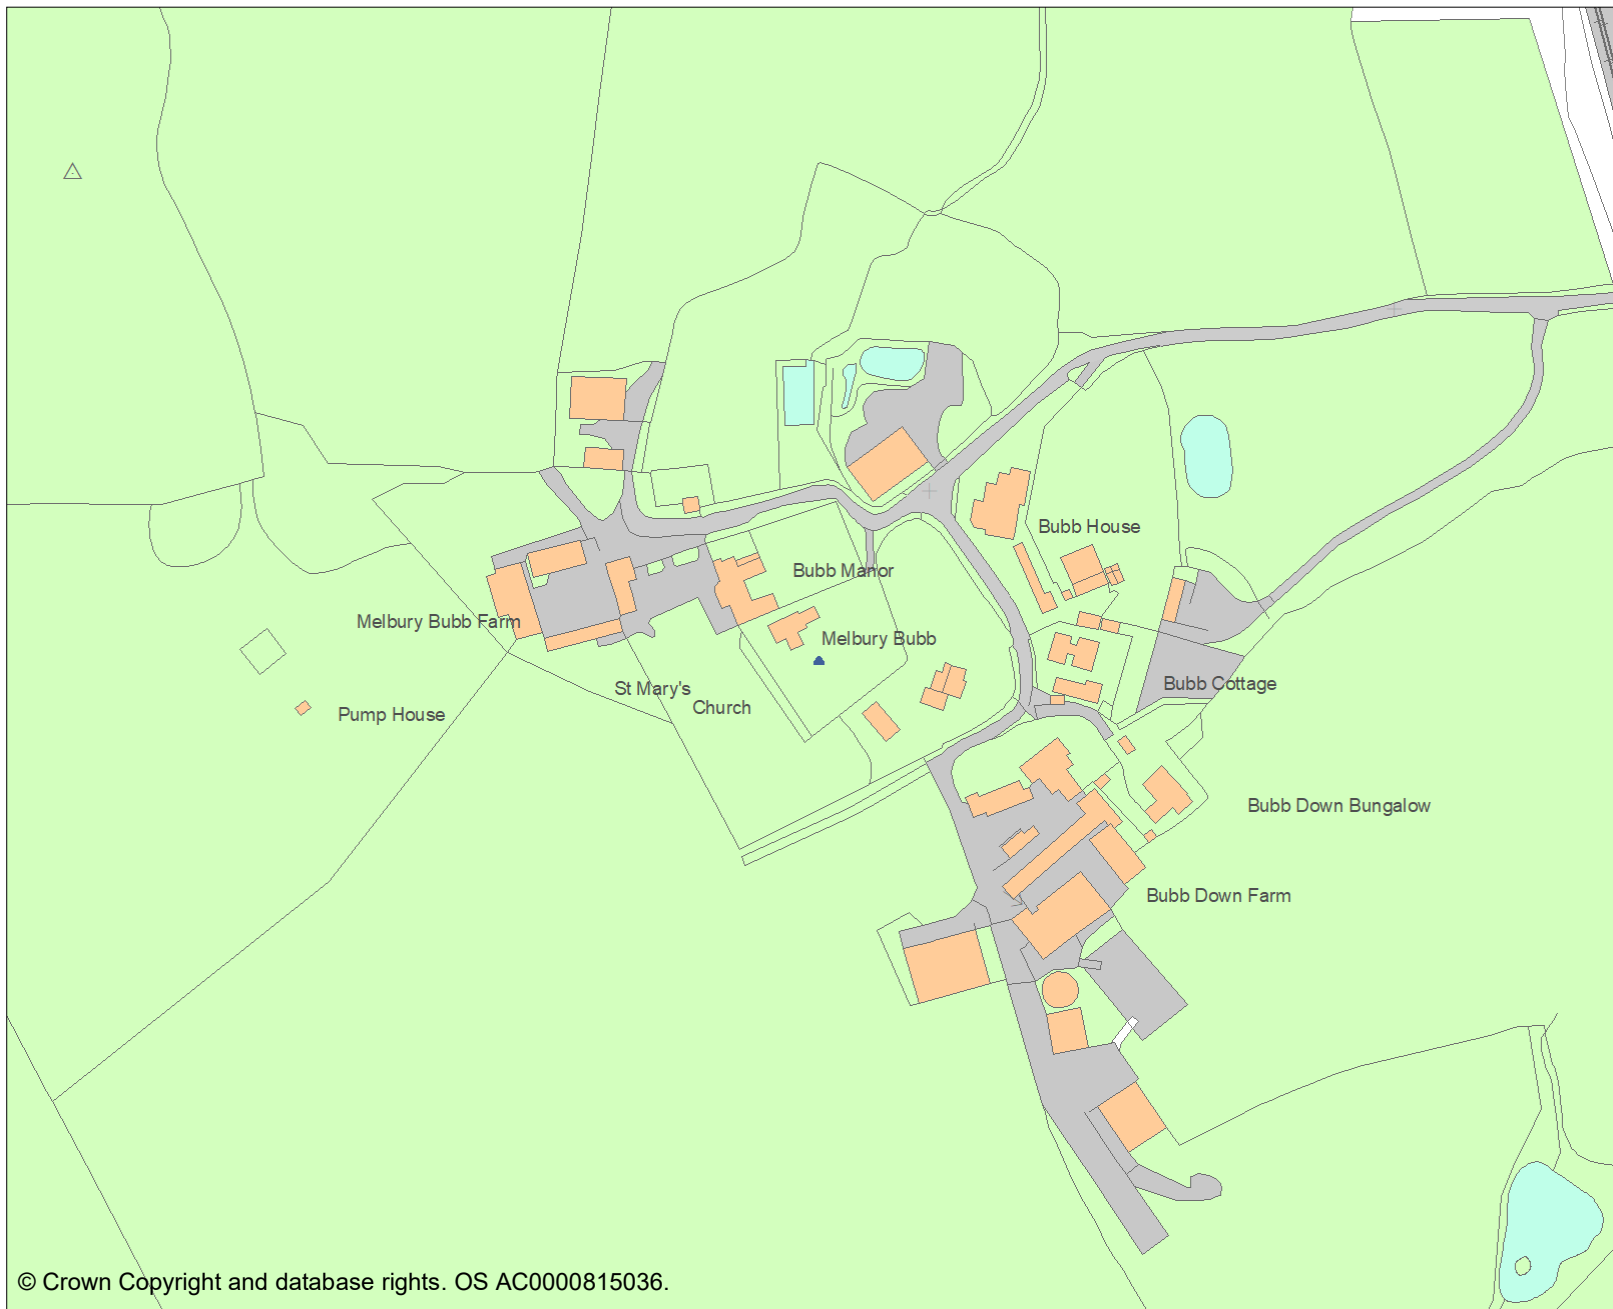 Bubb House
Bubb Manor
Melbury Bubb Farm
Melbury Bubb
St Mary's
Church
Bubb Cottage
Pump House
Bubb Down Bungalow
Bubb Down Farm
© Crown Copyright and database rights. OS AC0000815036.